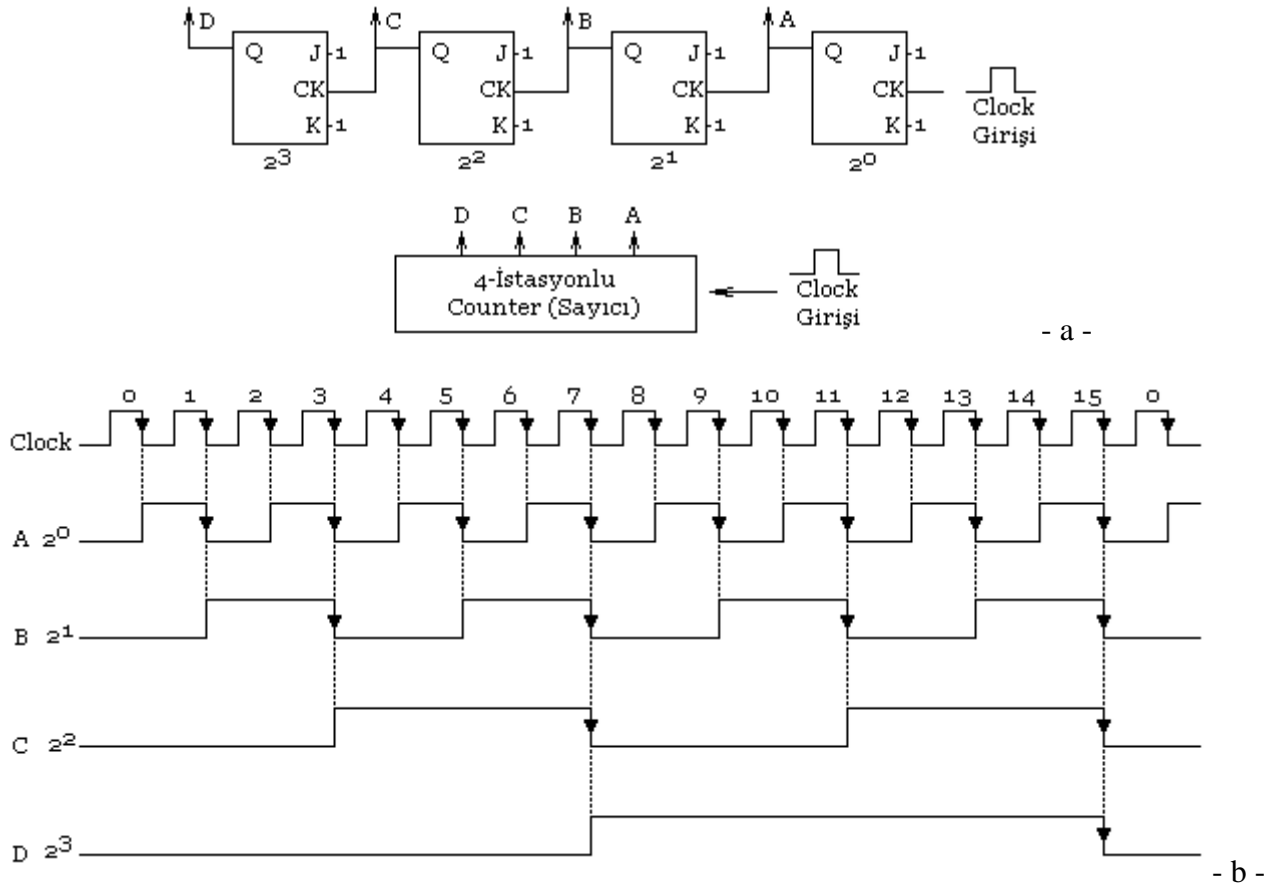 D C B A
Q J 1 Q J 1 Q J 1 Q J 1
CK CK CK CK
K 1 K 1 K 1 K 1
Clock
Girişi
2³ 2² 2¹ 2⁰
D C B A
4-İstasyonlu
Counter (Sayıcı)
Clock
Girişi
- a -
0 1 2 3 4 5 6 7 8 9 10 11 12 13 14 15 0
Clock
A 2⁰
B 2¹
C 2²
D 2³
- b -